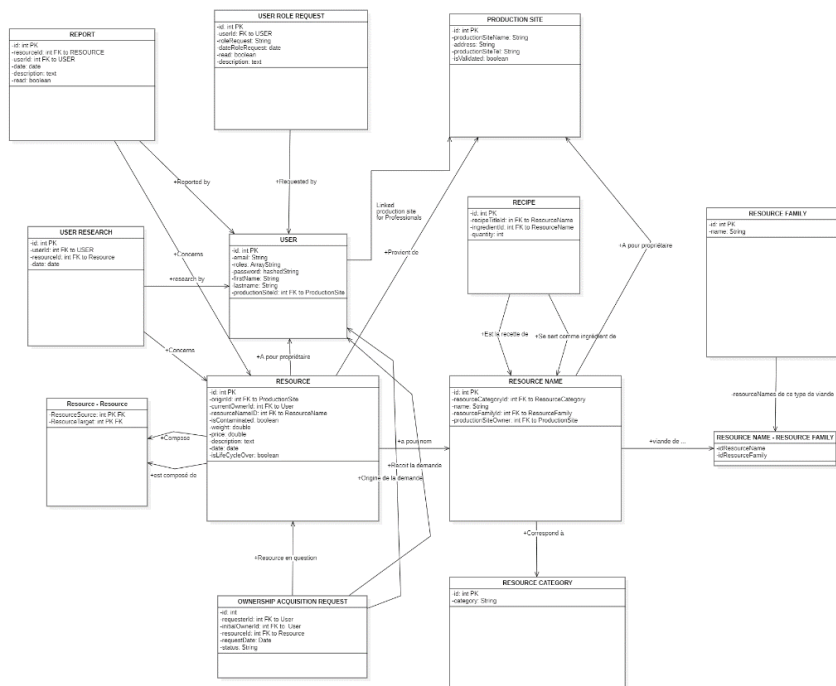 REPORT
-id: int PK
-resourceId: int FK to RESOURCE
-userId: int FK to USER
-date: date
-description: text
-read: boolean
USER ROLE REQUEST
-id: int PK
-userId: FK to USER
-roleRequest: String
-dateRoleRequest: date
-read: boolean
-description: text
PRODUCTION SITE
-id: int PK
-productionSiteName: String
-address: String
-productionSiteTel: String
-isValidated: boolean
+Reported by
+Requested by
Linked
production site
for Professionals
RECIPE
-id: int PK
-recipeTitleId: in FK to ResourceName
-ingredientId: int FK to ResourceName
-quantity: int
RESOURCE FAMILY
-id: int PK
-name: String
USER RESEARCH
-id: int PK
-userId: int FK to USER
-resourceId: int FK to Resource
-date: date
USER
-id: int PK
-email: String
-roles: ArrayString
-password: hashedString
-firstName: String
-lastname: String
-productionSiteId: int FK to ProductionSite
+Concerns
+research by
+Provient de
+A pour propriétaire
+Est la recette de
+Se sert comme ingrédient de
+Concerns
+A pour propriétaire
Resource - Resource
-ResourceSource: int PK FK
-ResourceTarget: int PK FK
+Compose
+est composé de
RESOURCE
-id: int PK
-originId: int FK to ProductionSite
-currentOwnerId: int FK to User
-resourceNameID: int FK to ResourceName
-isContaminated: boolean
-weight: double
-price: double
-description: text
-date: date
-isLifeCycleOver: boolean
+a pour nom
+Reçoit la demande
+Origine de la demande
RESOURCE NAME
-id: int PK
-resourceCategoryId: int FK to ResourceCategory
-name: String
-resourceFamilyId: int FK to ResourceFamily
-productionSiteOwner: int FK to ProductionSite
+viande de ...
-resourceNames de ce type de viande
RESOURCE NAME - RESOURCE FAMILY
-idResourceName
-idResourceFamily
+Resource en question
+Correspond à
OWNERSHIP ACQUISITION REQUEST
-id: int
-requesterId: int FK to User
-initialOwnerId: int FK to User
-resourceId: int FK to Resource
-requestDate: Date
-status: String
RESOURCE CATEGORY
-id: int PK
-category: String